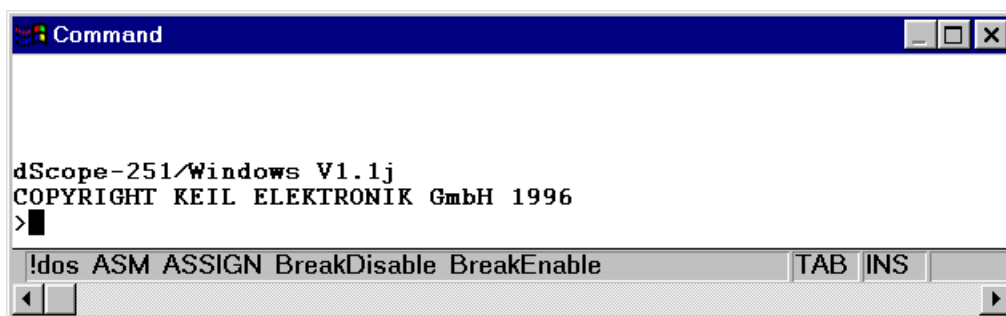 Command
dScope-251/Windows V1.1j
COPYRIGHT KEIL ELEKTRONIK GmbH 1996
>
!dos ASM ASSIGN BreakDisable BreakEnable TAB INS